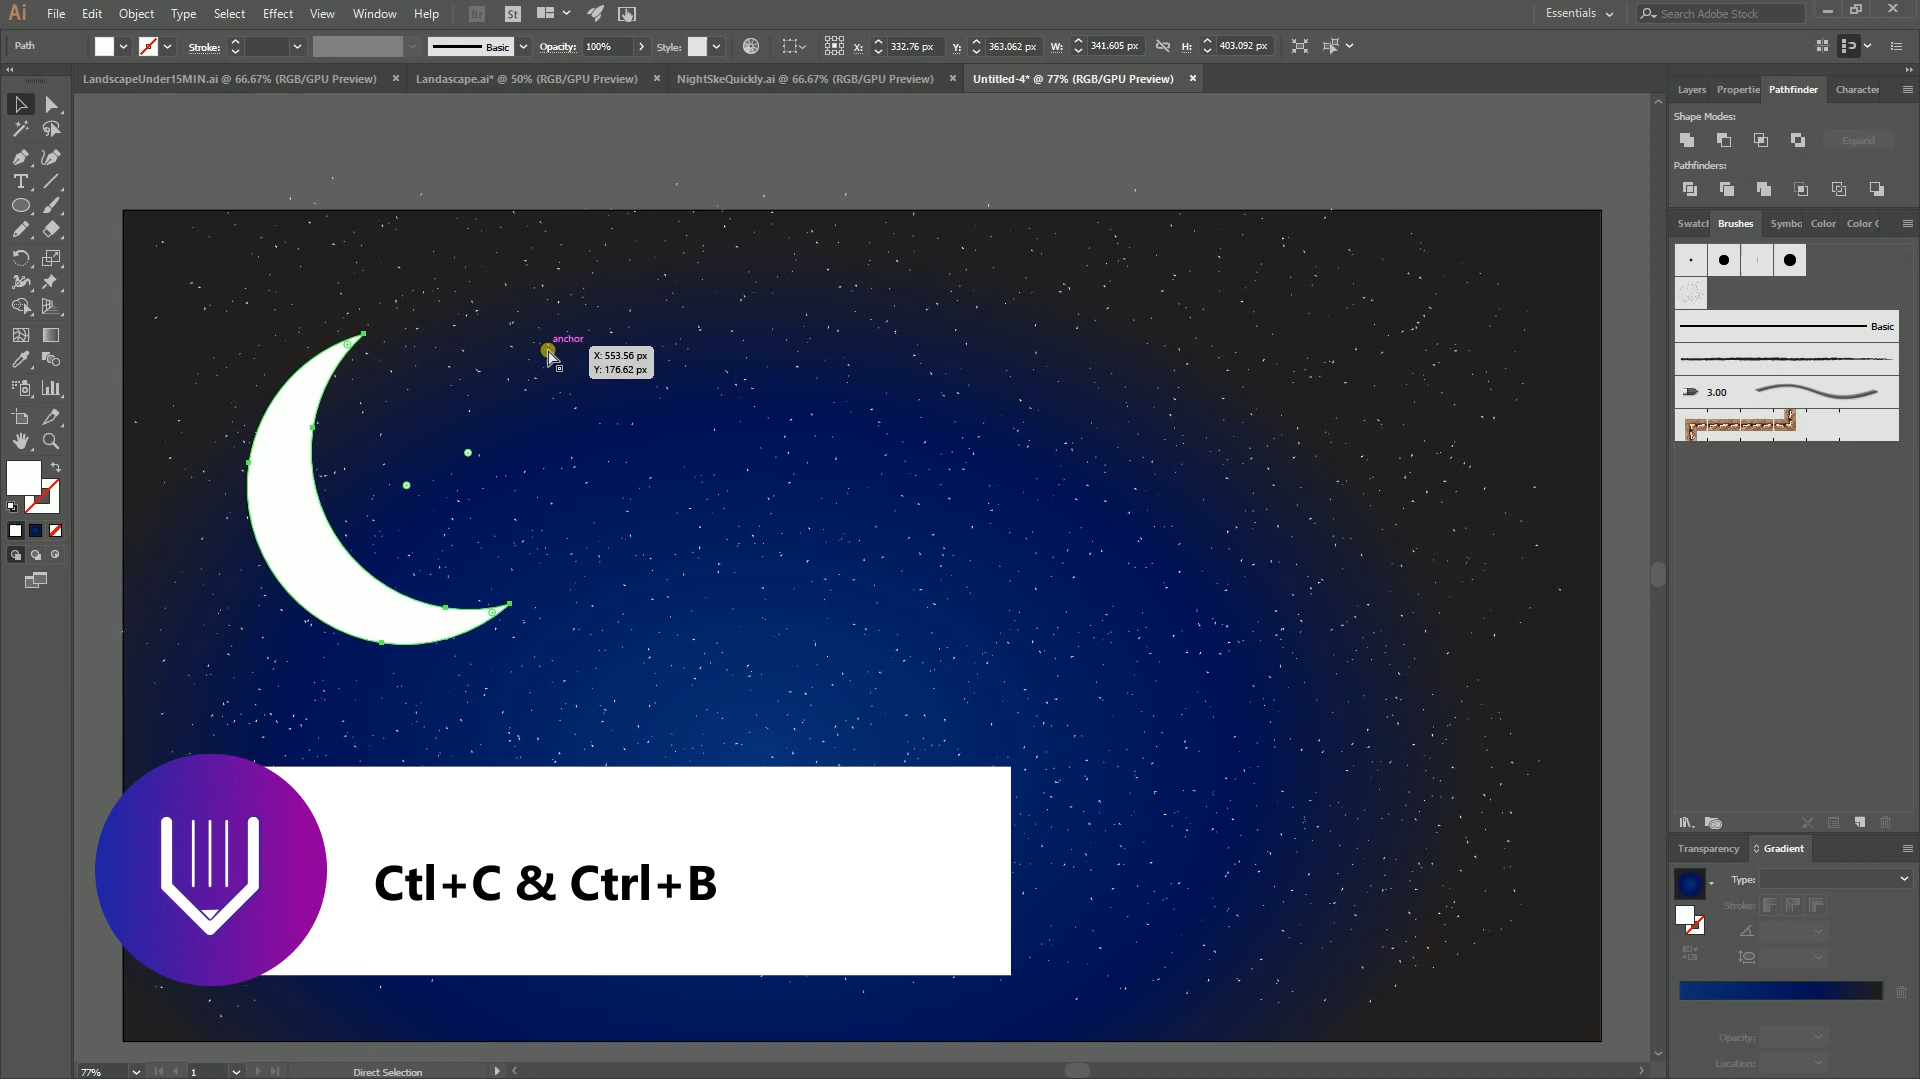 Ai File Edit Object Type Select Effect View Window Help Br St Essentials Search Adobe Stock
Path Stroke: Basic Opacity: 100% Style: X: 332.76 px Y: 363.062 px W: 341.605 px H: 403.092 px
LandscapeUnder15MIN.ai @ 66.67% (RGB/GPU Preview) × Landascape.ai* @ 50% (RGB/GPU Preview) × NightSkeQuickly.ai @ 66.67% (RGB/GPU Preview) × Untitled-4* @ 77% (RGB/GPU Preview) ×
Layers Propertie Pathfinder Character
Shape Modes:
Expand
Pathfinders:
Swatch Brushes Symbo Color Color G
Basic
3.00
anchor
X: 553.56 px
Y: 176.62 px
Ctl+C & Ctrl+B
Transparency Gradient
Type:
Stroke:
Opacity:
Location:
77% 1 Direct Selection